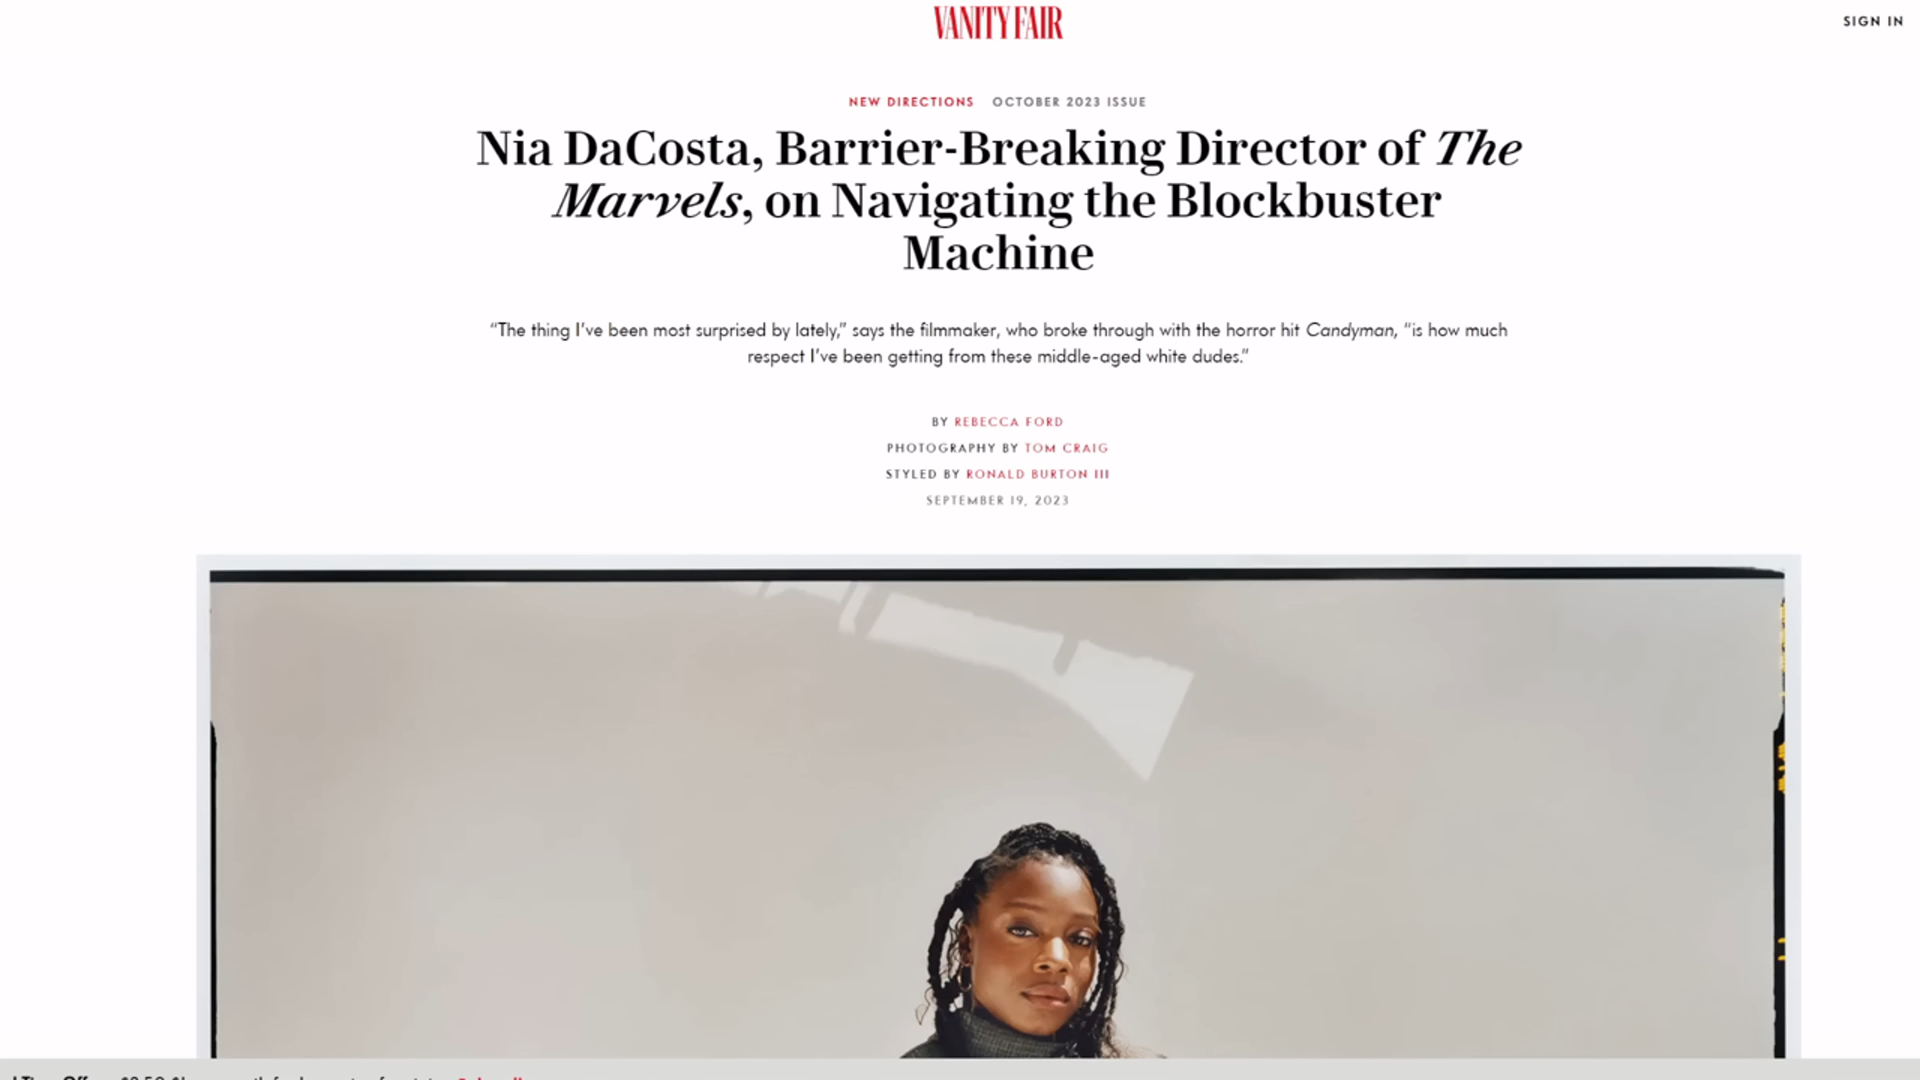 VANITY FAIR
SIGN IN
NEW DIRECTIONS OCTOBER 2023 ISSUE
Nia DaCosta, Barrier-Breaking Director of The
Marvels, on Navigating the Blockbuster
Machine
“The thing I’ve been most surprised by lately,” says the filmmaker, who broke through with the horror hit Candyman, “is how much
respect I’ve been getting from these middle-aged white dudes.”
BY REBECCA FORD
PHOTOGRAPHY BY TOM CRAIG
STYLED BY RONALD BURTON III
SEPTEMBER 19, 2023